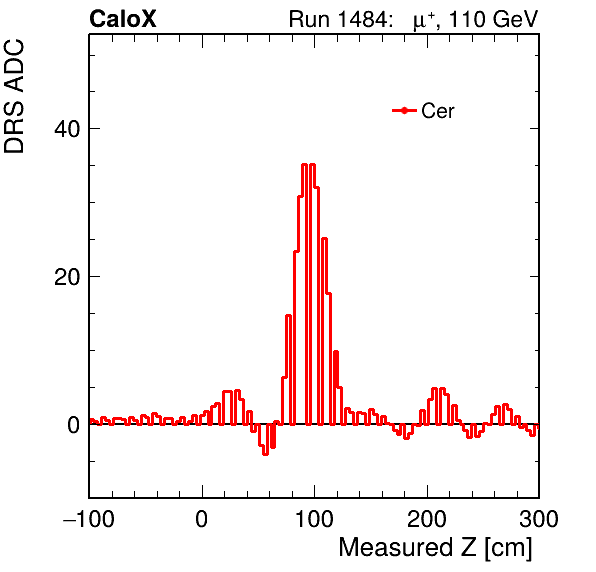 CaloX Run 1484: μ⁺, 110 GeV
DRS ADC
Cer
40
20
0
−100 0 100 200 300
Measured Z [cm]